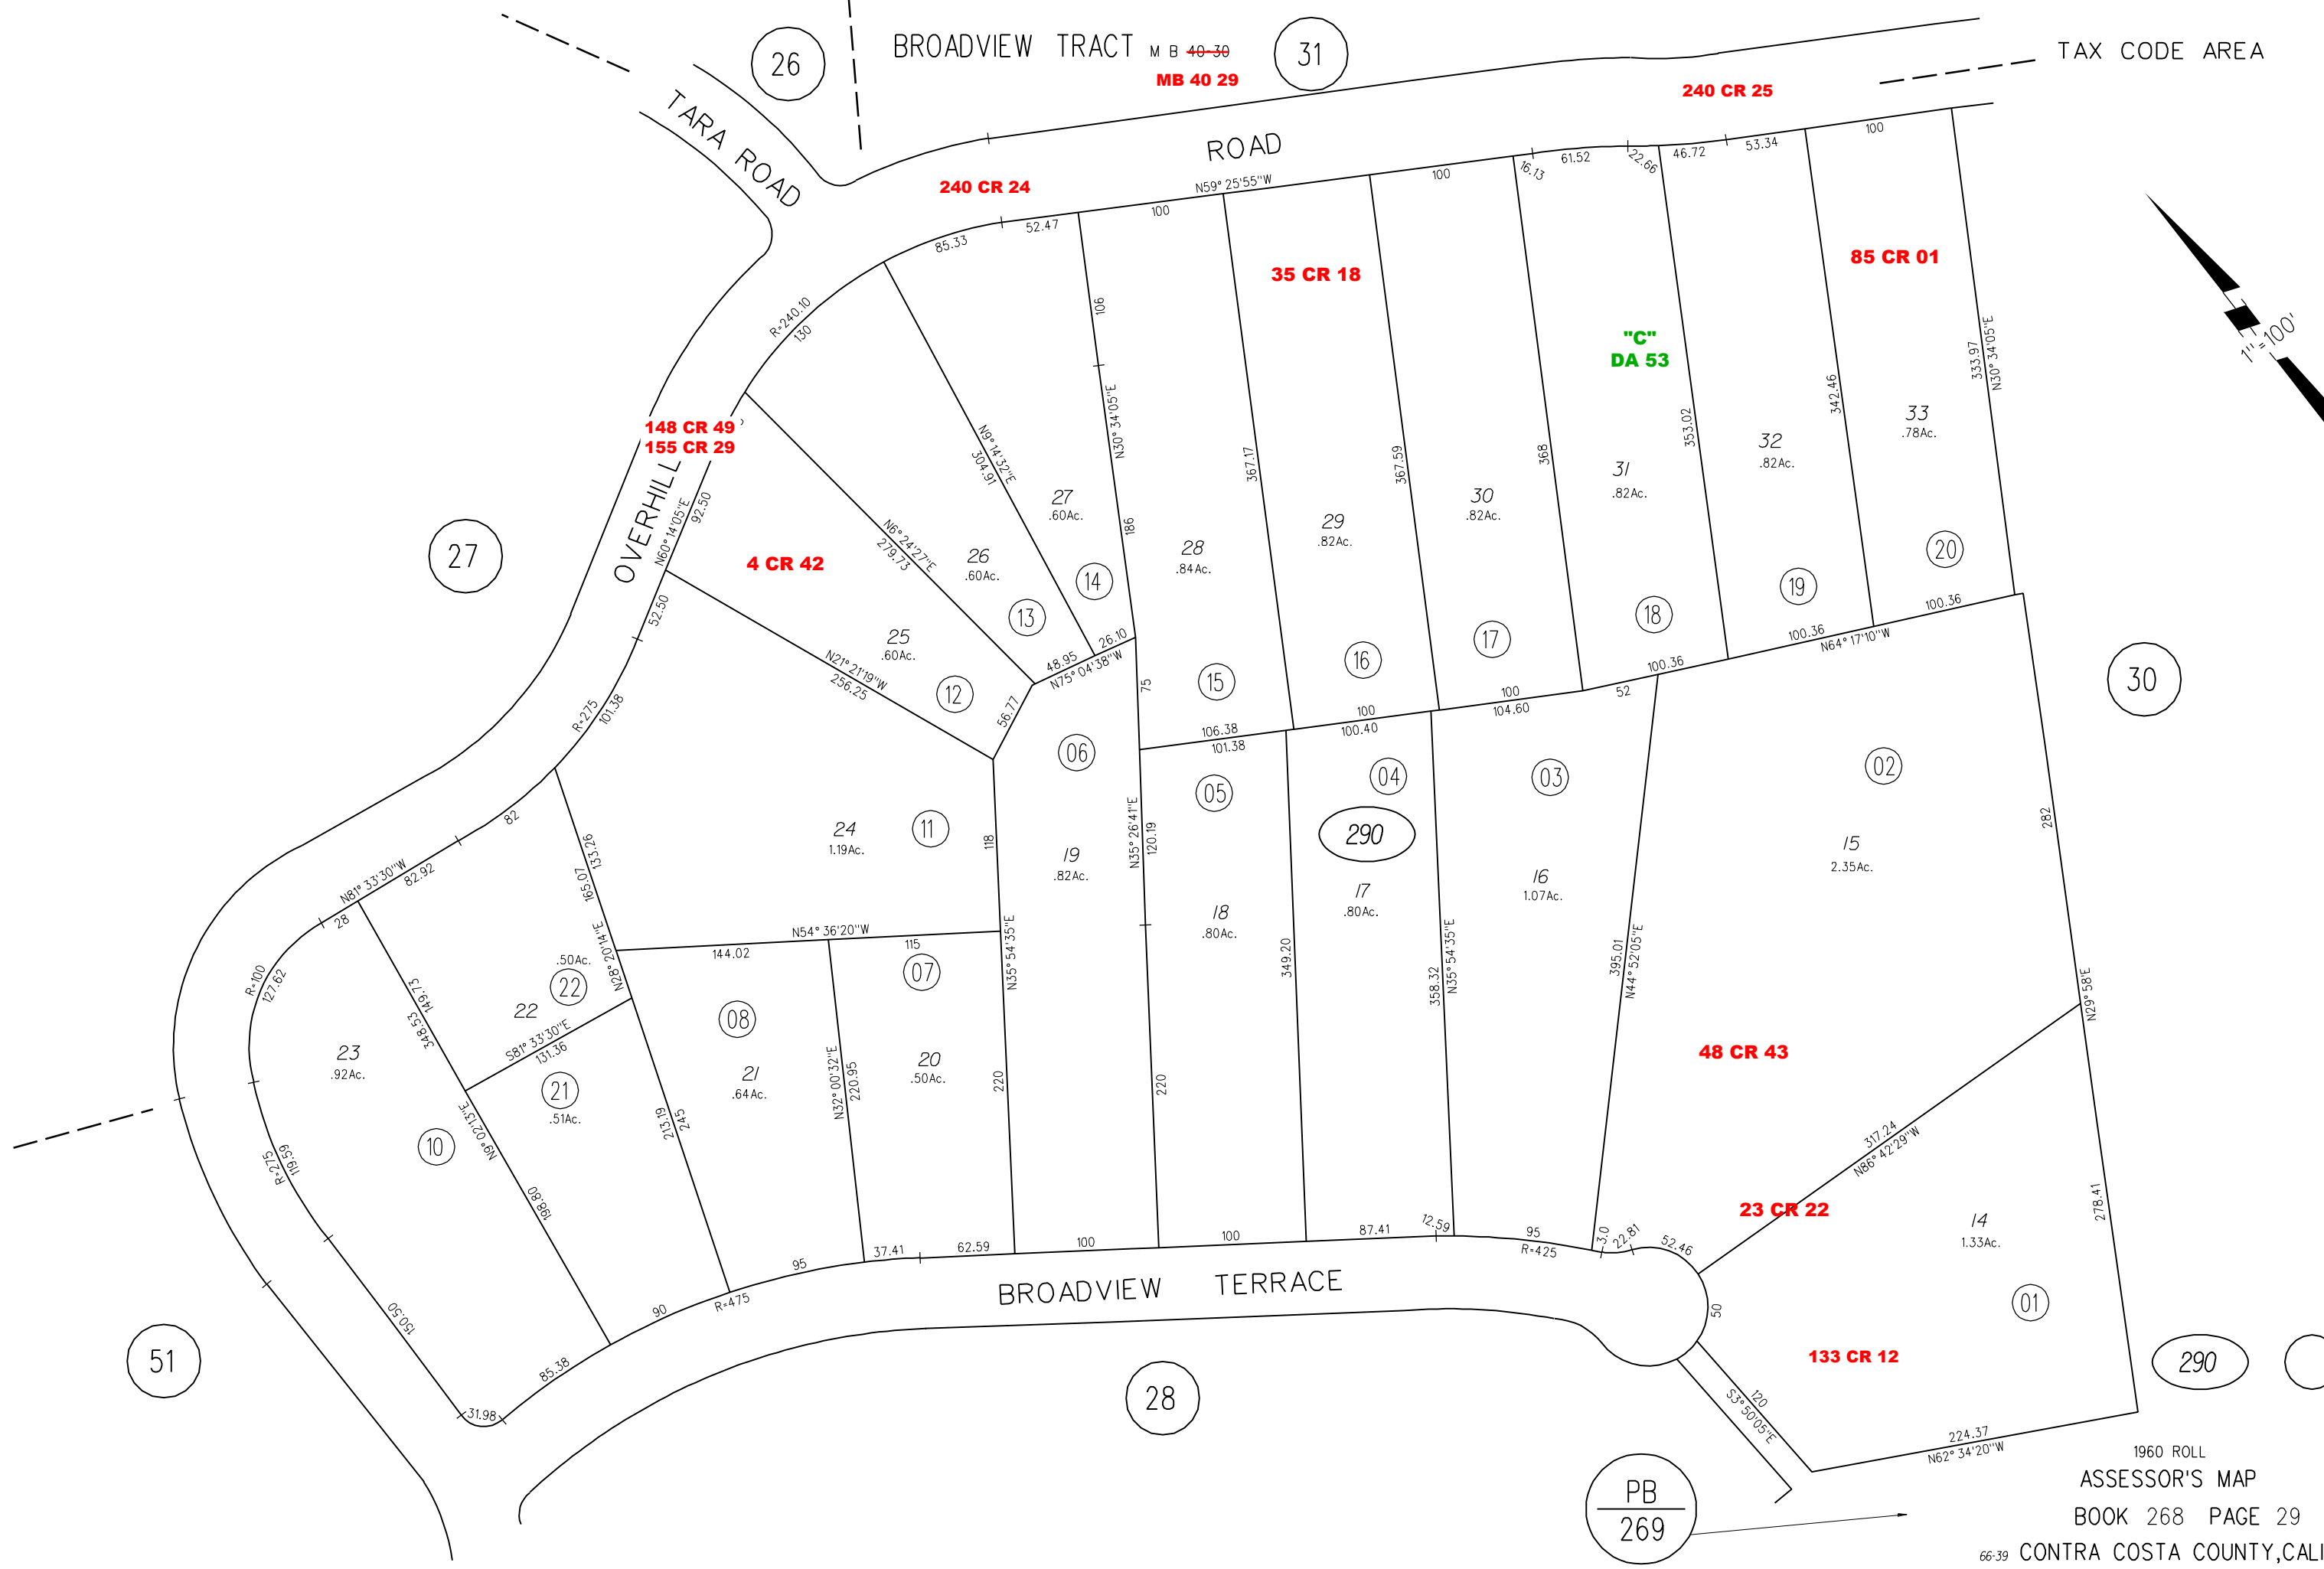 26
BROADVIEW TRACT M B 40-30
MB 40 29
31
TAX CODE AREA
240 CR 25
TARA ROAD
ROAD
240 CR 24
N59° 25'55"W
85.33
52.47
100
100
16.13
61.52
22.66
46.72
53.34
100
35 CR 18
85 CR 01
"C"
DA 53
1"=100'
R=240.10
130
106
N30° 34'05"E
186
N9° 14'32"E
304.91
367.17
367.59
368
353.02
342.46
333.97
N30° 34'05"E
148 CR 49
155 CR 29
OVERHILL
N60° 14'05"E
92.50
52.50
27
4 CR 42
N6° 24'27"E
279.73
26
.60Ac.
13
27
.60Ac.
14
28
.84Ac.
15
29
.82Ac.
16
30
.82Ac.
17
31
.82Ac.
18
32
.82Ac.
19
33
.78Ac.
20
25
.60Ac.
12
N21° 21'19"W
256.25
56.77
48.95
26.10
N75° 04'38"W
75
106.38
101.38
100
100.40
100
104.60
52
100.36
100.36
N64° 17'10"W
100.36
30
R=275
101.38
82
N81° 33'30"W
82.92
28
R=100
127.62
133.26
165.07
N28° 20'14"E
24
1.19Ac.
11
118
06
19
.82Ac.
N35° 26'41"E
120.19
05
18
.80Ac.
04
290
17
.80Ac.
03
16
1.07Ac.
02
15
2.35Ac.
282
N29° 58'E
N54° 36'20"W
144.02
115
N35° 54'35"E
220
220
349.20
358.32
N35° 54'35"E
395.01
N44° 52'05"E
.50Ac.
22
22
149.73
348.53
S81° 33'30"E
131.36
21
.51Ac.
N9° 02'13"E
198.80
23
.92Ac.
10
R=275
119.59
150.50
08
21
.64Ac.
213.19
245
07
20
.50Ac.
N32° 00'32"E
220.95
48 CR 43
317.24
N86° 42'29"W
23 CR 22
14
1.33Ac.
01
278.41
31.98
85.38
90
R=475
95
37.41
62.59
100
100
87.41
12.59
95
R=425
3.0
22.81
52.46
50
BROADVIEW TERRACE
51
28
133 CR 12
120
S3° 50'05"E
224.37
N62° 34'20"W
290
PB
269
1960 ROLL
ASSESSOR'S MAP
BOOK 268 PAGE 29
66-39 CONTRA COSTA COUNTY,CALI